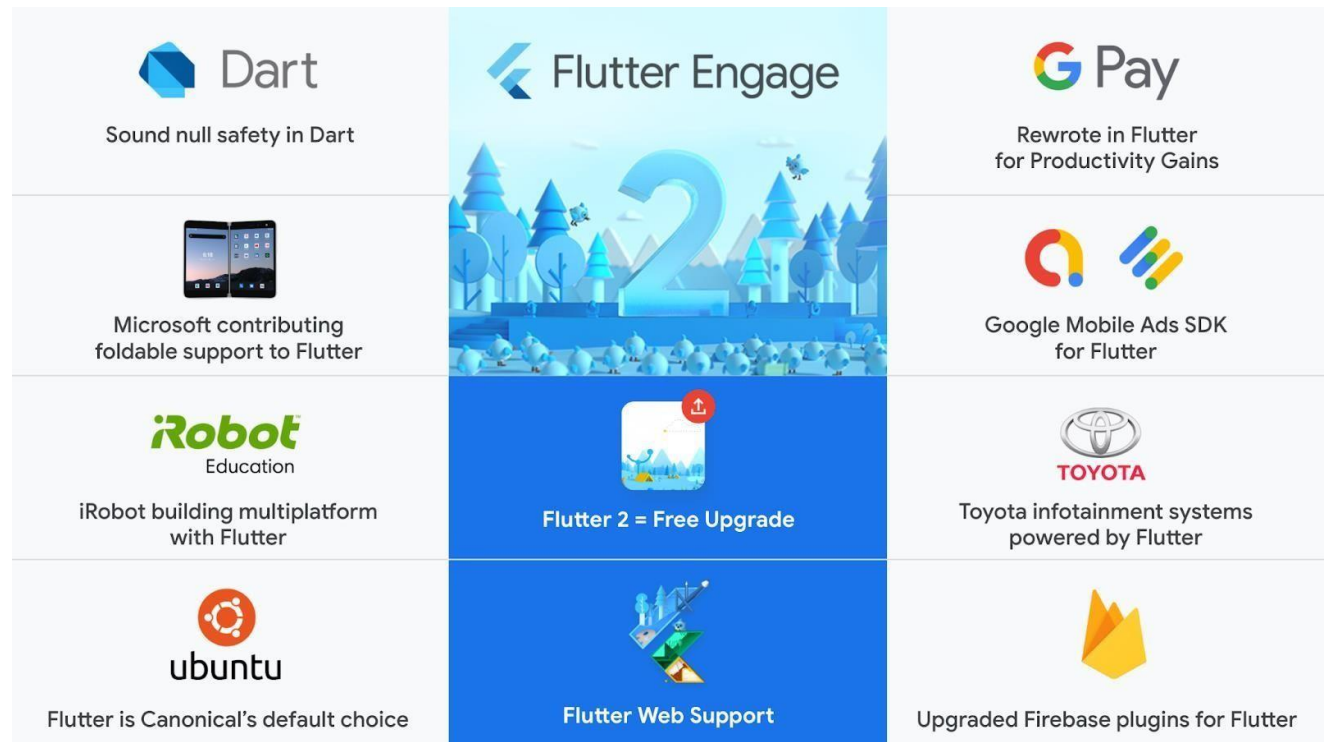 Dart
Sound null safety in Dart
Microsoft contributing
foldable support to Flutter
iRobot
Education
iRobot building multiplatform
with Flutter
ubuntu
Flutter is Canonical's default choice
Flutter Engage
2
Flutter 2 = Free Upgrade
Flutter Web Support
G Pay
Rewrote in Flutter
for Productivity Gains
Google Mobile Ads SDK
for Flutter
TOYOTA
Toyota infotainment systems
powered by Flutter
Upgraded Firebase plugins for Flutter